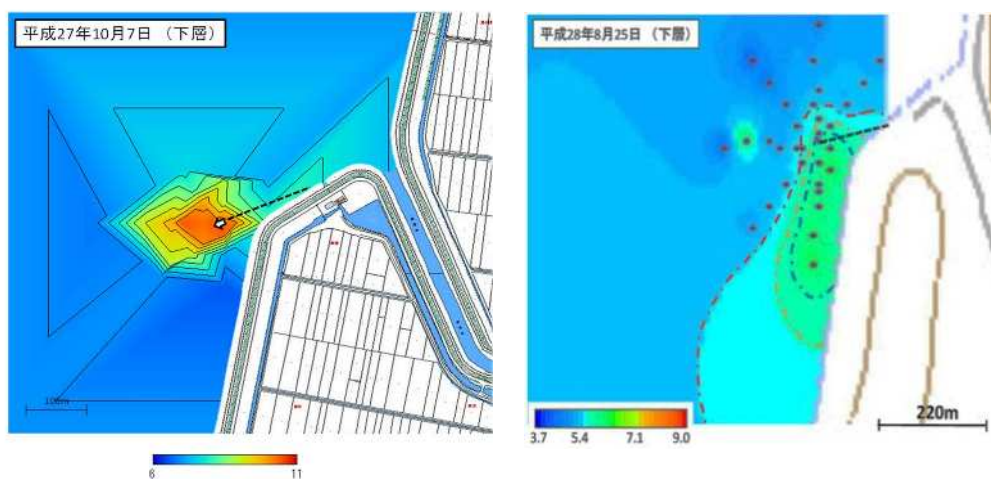 平成27年10月7日 （下層）
100m
6 11
平成28年8月25日 （下層）
3.7 5.4 7.1 9.0
220m